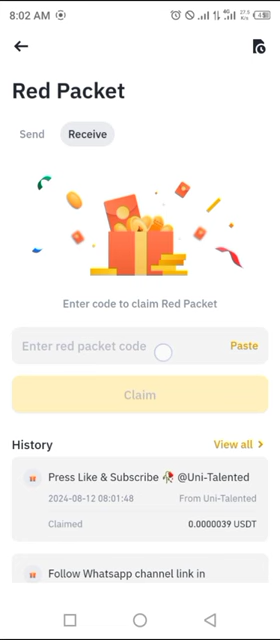 8:02 AM
Red Packet
Send
Receive
Enter code to claim Red Packet
Enter red packet code
Paste
Claim
History
View all
Press Like & Subscribe 🥀 @Uni-Talented
2024-08-12 08:01:48
From Uni-Talented
Claimed
0.0000039 USDT
Follow Whatsapp channel link in